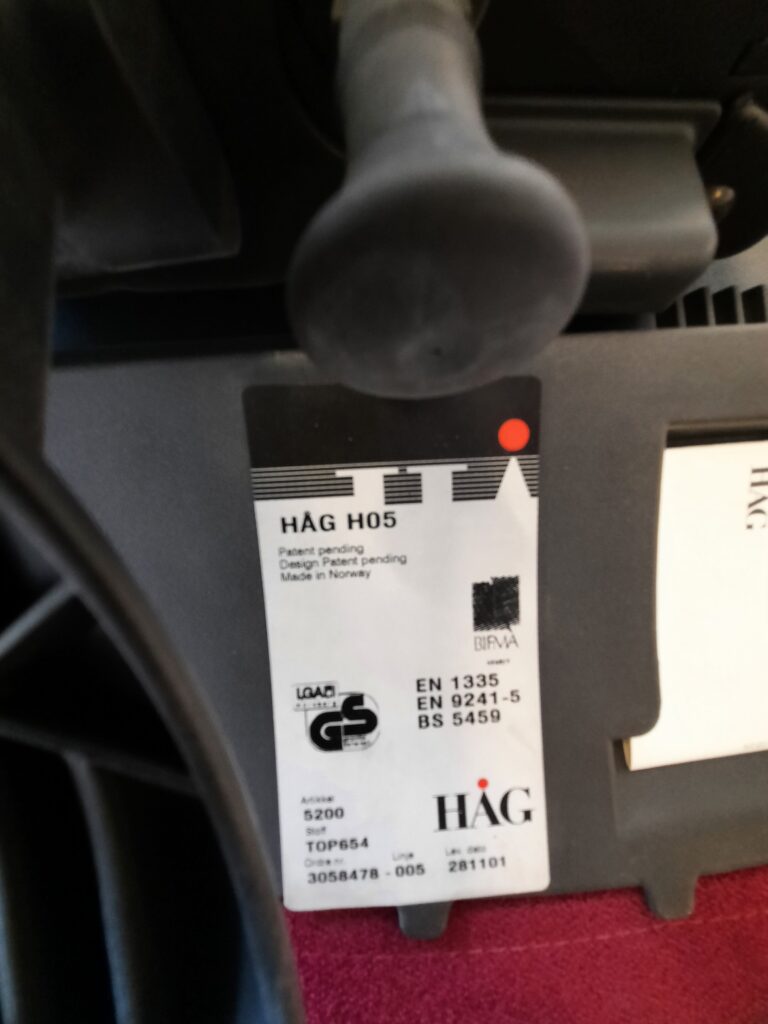 HÅG H05
Patent pending
Design Patent pending
Made in Norway
BIFMA
LGA
GS
EN 1335
EN 9241-5
BS 5459
HÅG
Artikkel
5200
Stoff
TOP654
Ordre nr. Linje Lev. dato
3058478 - 005 281101
HÅG